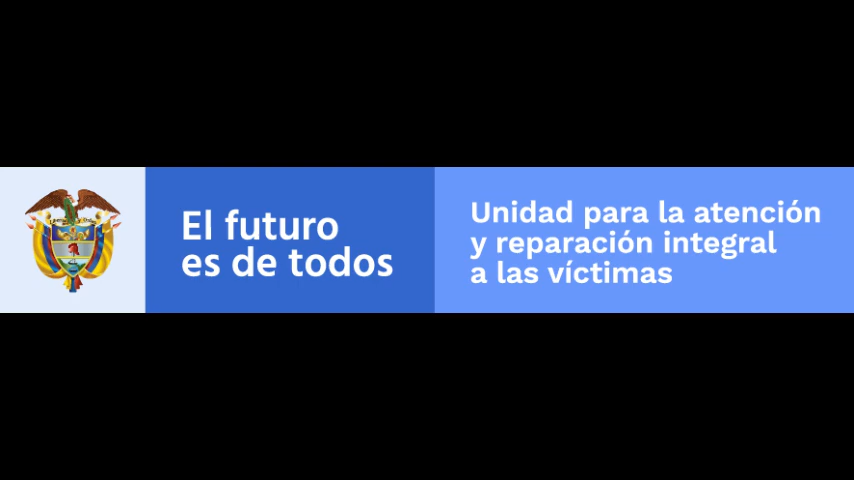 El futuro
es de todos
Unidad para la atención
y reparación integral
a las víctimas